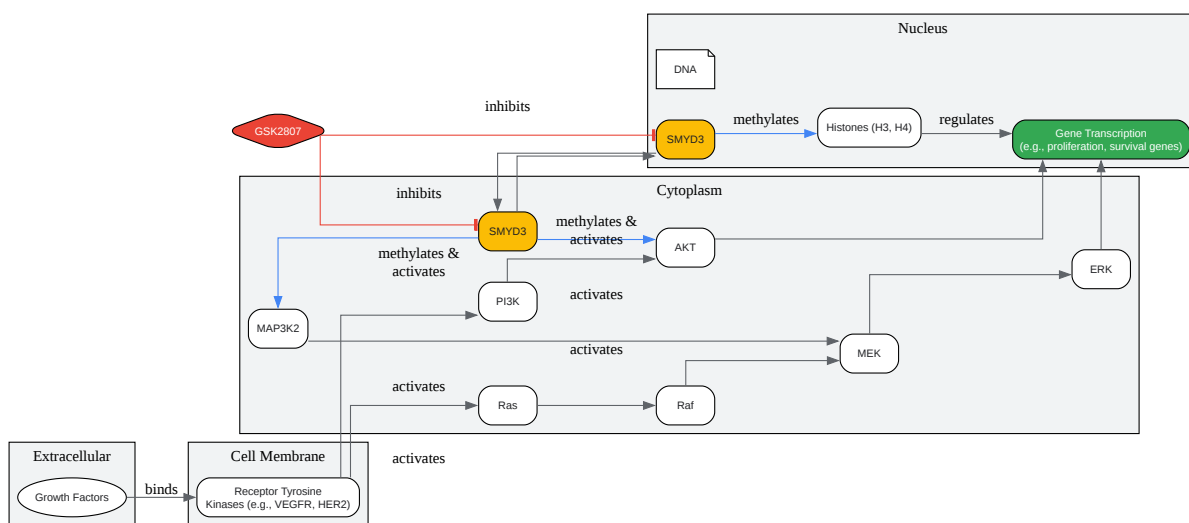 Nucleus
DNA
inhibits
GSK2807
SMYD3
methylates
Histones (H3, H4)
regulates
Gene Transcription
(e.g., proliferation, survival genes)
Cytoplasm
inhibits
SMYD3
methylates &
activates
AKT
methylates &
activates
ERK
PI3K
activates
MAP3K2
activates
MEK
activates
Ras
Raf
Extracellular
Cell Membrane
activates
Growth Factors
binds
Receptor Tyrosine
Kinases (e.g., VEGFR, HER2)